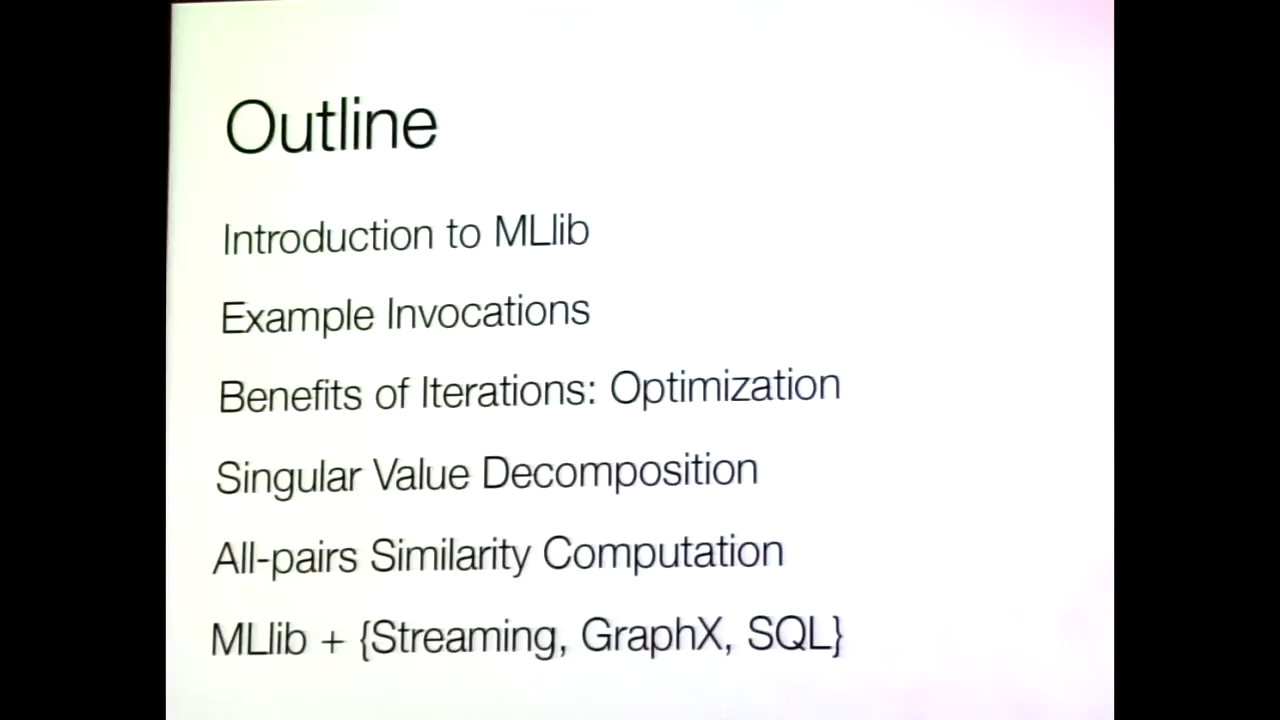 Outline
Introduction to MLlib
Example Invocations
Benefits of Iterations: Optimization
Singular Value Decomposition
All-pairs Similarity Computation
MLlib + {Streaming, GraphX, SQL}